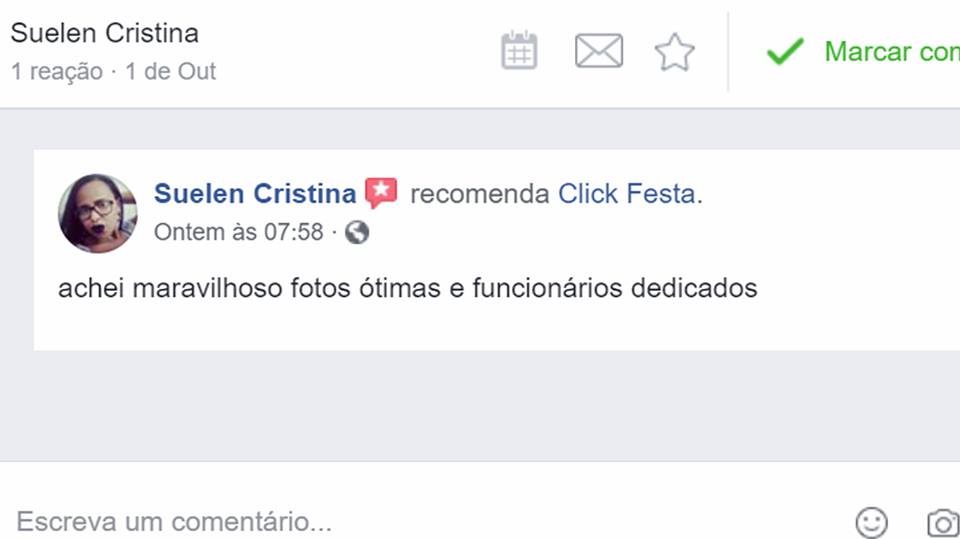 Suelen Cristina
1 reação · 1 de Out
Marcar com
Suelen Cristina recomenda Click Festa.
Ontem às 07:58 ·
achei maravilhoso fotos ótimas e funcionários dedicados
Escreva um comentário...